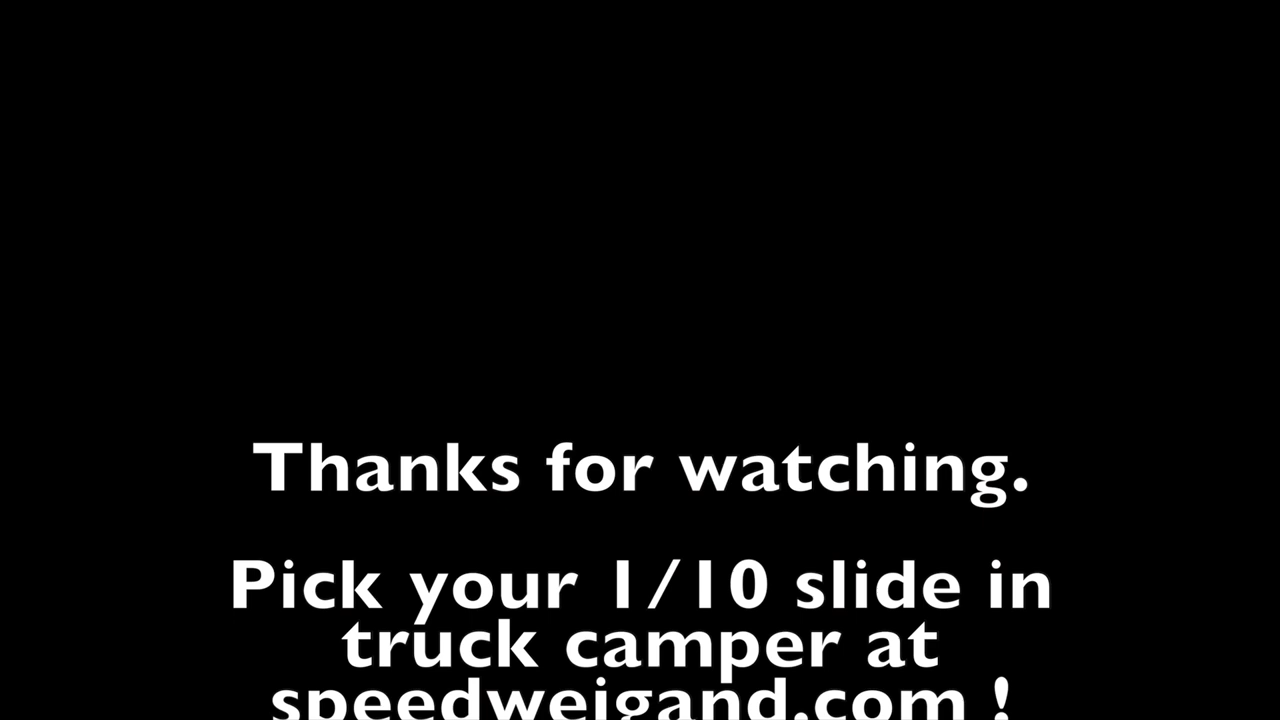 Thanks for watching.
Pick your 1/10 slide in
truck camper at
speedweigand.com !